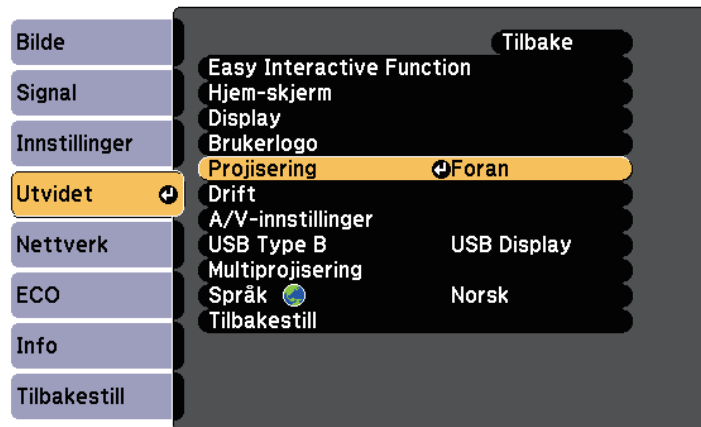 Bilde
Signal
Innstillinger
Utvidet
Nettverk
ECO
Info
Tilbakestill
Tilbake
Easy Interactive Function
Hjem-skjerm
Display
Brukerlogo
Projisering Foran
Drift
A/V-innstillinger
USB Type B USB Display
Multiprojisering
Språk Norsk
Tilbakestill